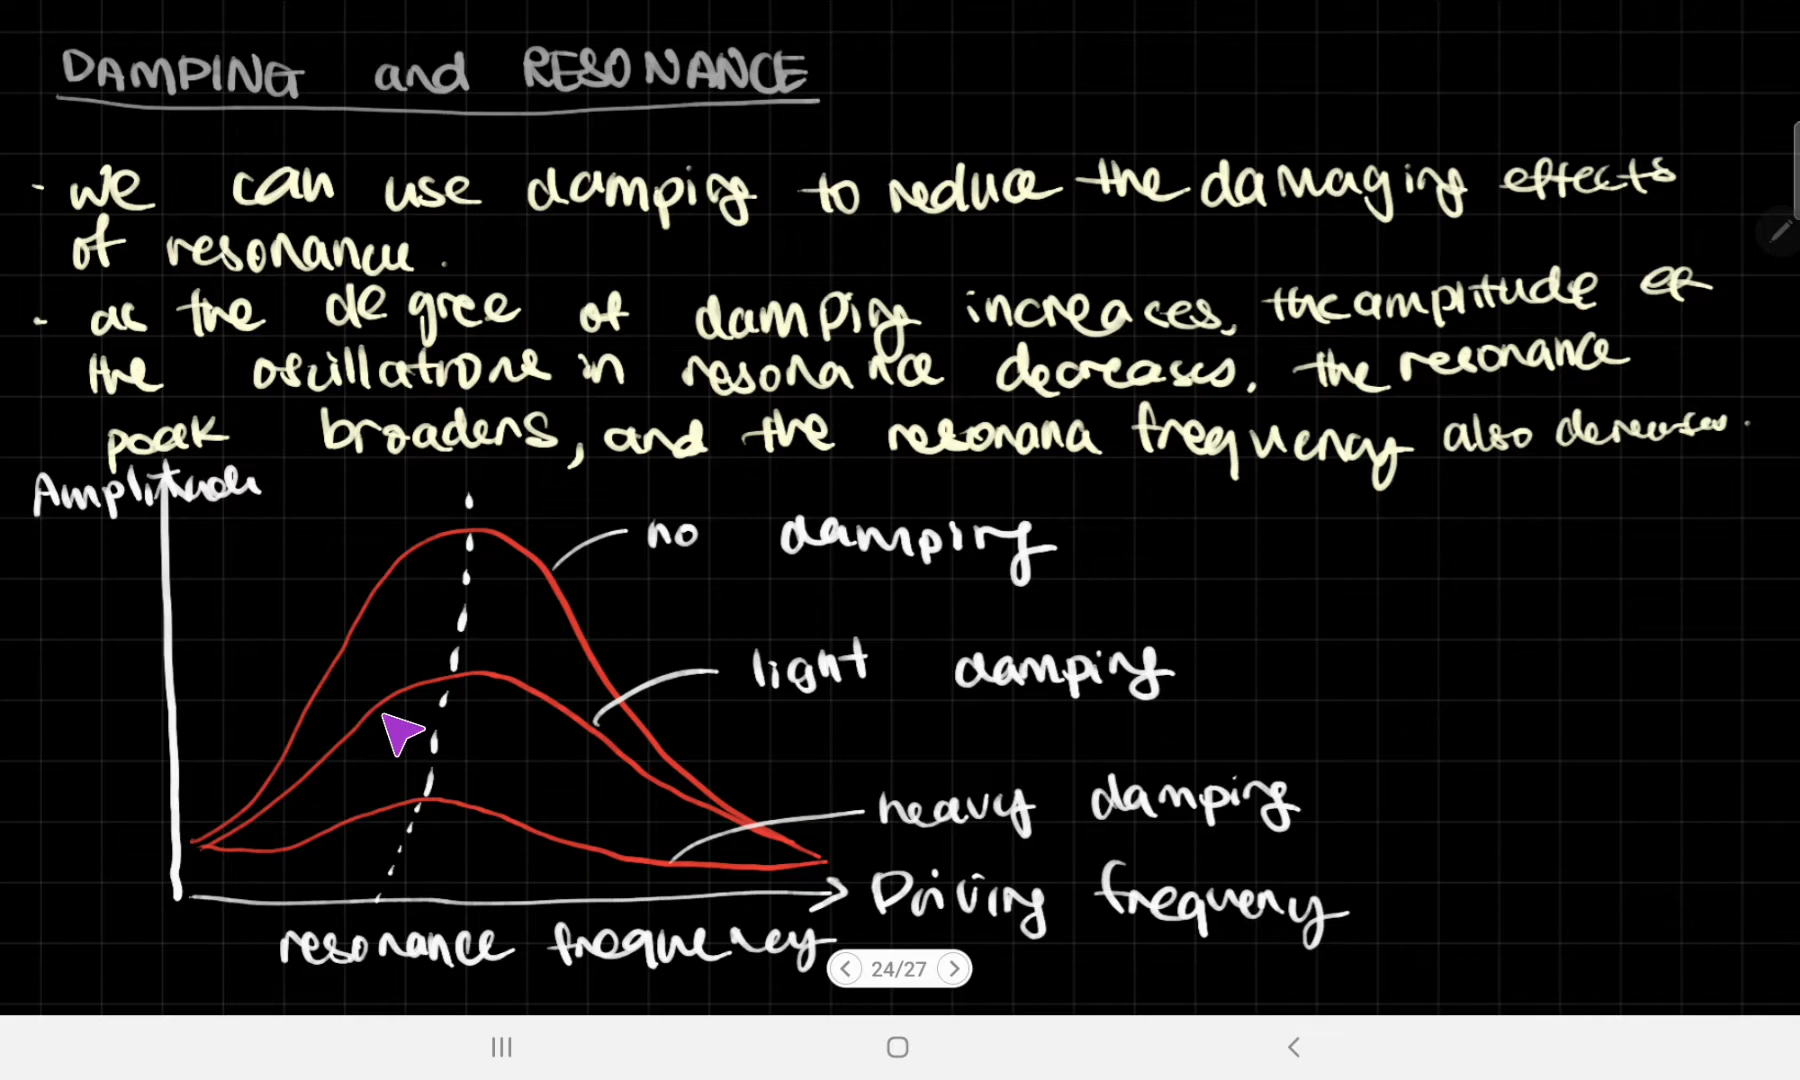 DAMPING and RESONANCE
- we can use damping to reduce the damaging effects
of resonance.
- as the degree of damping increases, the amplitude of
the oscillations in resonance decreases. the resonance
peak broadens, and the resonana frequency also decreases.
Amplitude
no damping
light damping
heavy damping
Driving frequency
resonance frequency
24/27